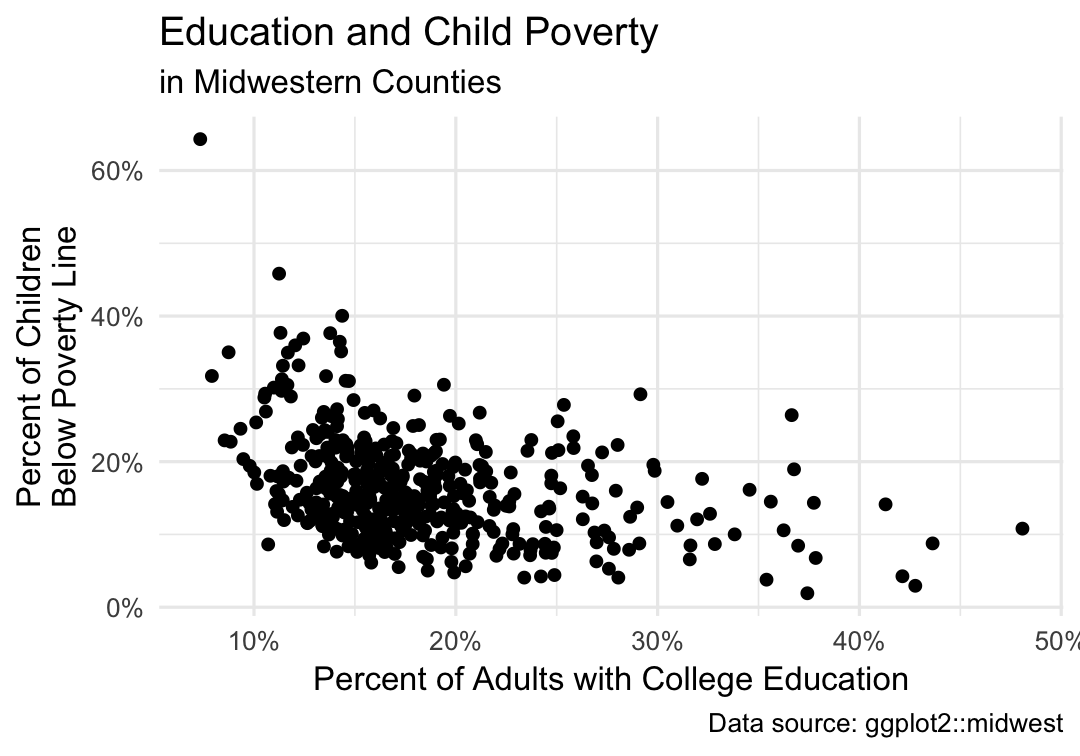 Education and Child Poverty
in Midwestern Counties
Percent of Children
Below Poverty Line
60%
40%
20%
0%
10%
20%
30%
40%
50%
Percent of Adults with College Education
Data source: ggplot2::midwest